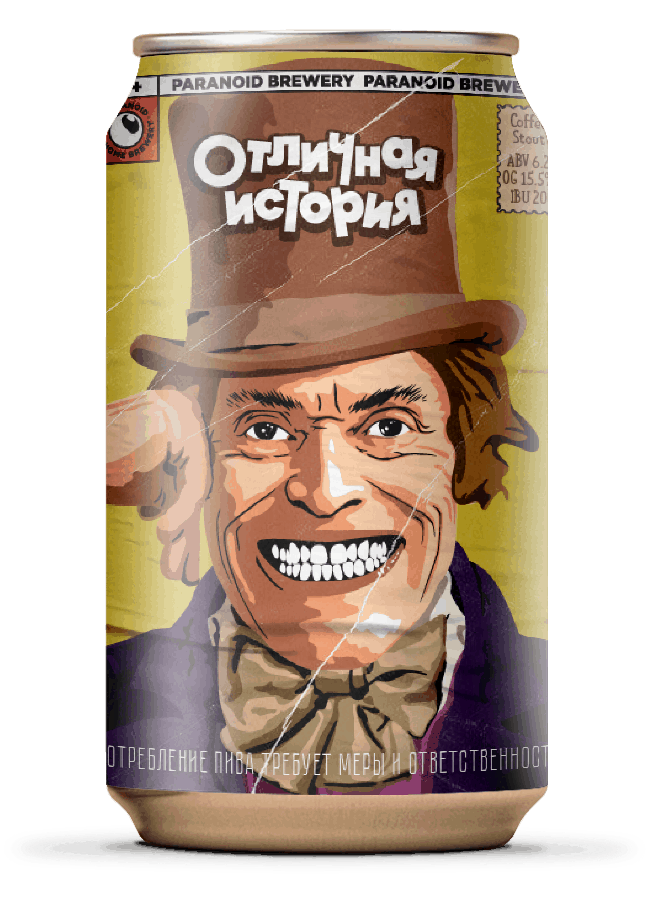 +
PARANOID BREWERY PARANOID BREWE
Coffee
Stout
ABV 6.2
OG 15.5%
IBU 20
Отличная
история
ОТРЕБЛЕНИЕ ПИВА ТРЕБУЕТ МЕРЫ И ОТВЕТСТВЕННОСТ